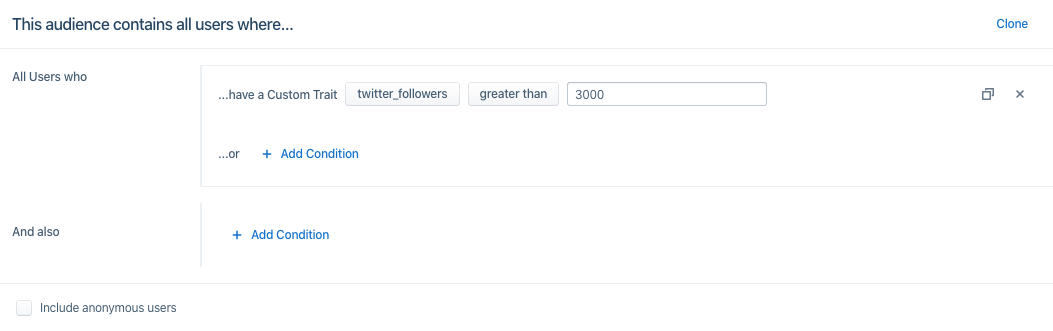 This audience contains all users where...
Clone
All Users who
...have a Custom Trait twitter_followers greater than 3000
...or + Add Condition
And also
+ Add Condition
Include anonymous users